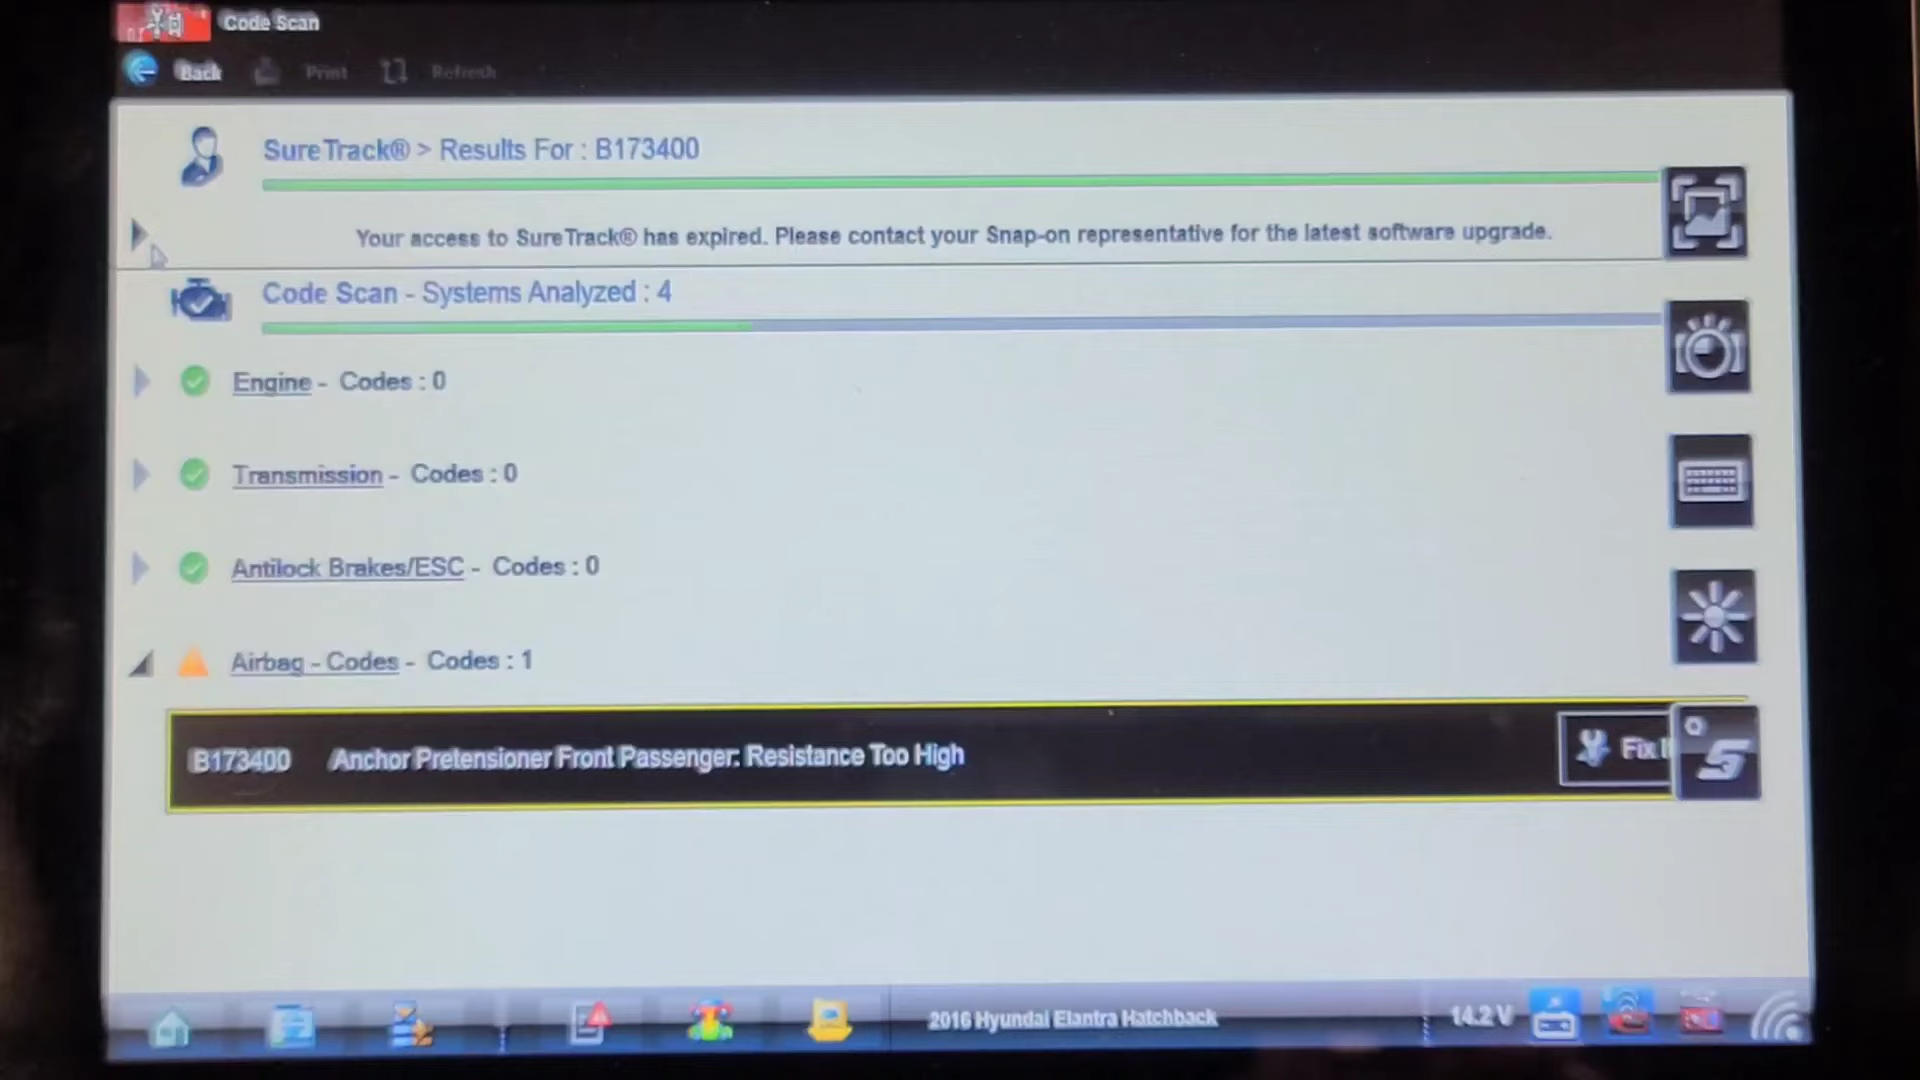 Code Scan
Back Print Refresh
SureTrack® > Results For : B173400
Your access to SureTrack® has expired. Please contact your Snap-on representative for the latest software upgrade.
Code Scan - Systems Analyzed : 4
Engine - Codes : 0
Transmission - Codes : 0
Antilock Brakes/ESC - Codes : 0
Airbag - Codes - Codes : 1
B173400 Anchor Pretensioner Front Passenger: Resistance Too High
Fix I
2016 Hyundai Elantra Hatchback
14.2 V